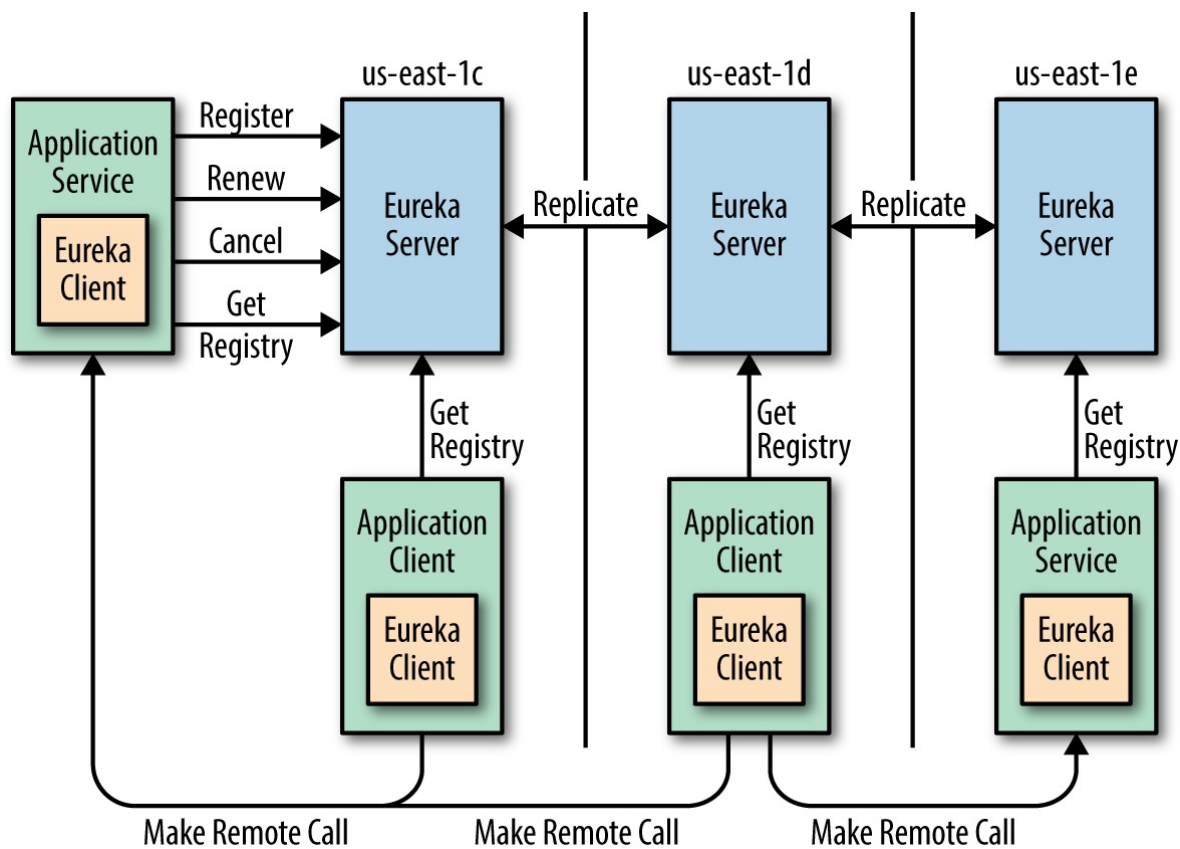 us-east-1c
us-east-1d
us-east-1e
Application
Service
Eureka
Client
Register
Renew
Cancel
Get
Registry
Eureka
Server
Replicate
Eureka
Server
Replicate
Eureka
Server
Get
Registry
Get
Registry
Get
Registry
Application
Client
Eureka
Client
Application
Client
Eureka
Client
Application
Service
Eureka
Client
Make Remote Call
Make Remote Call
Make Remote Call